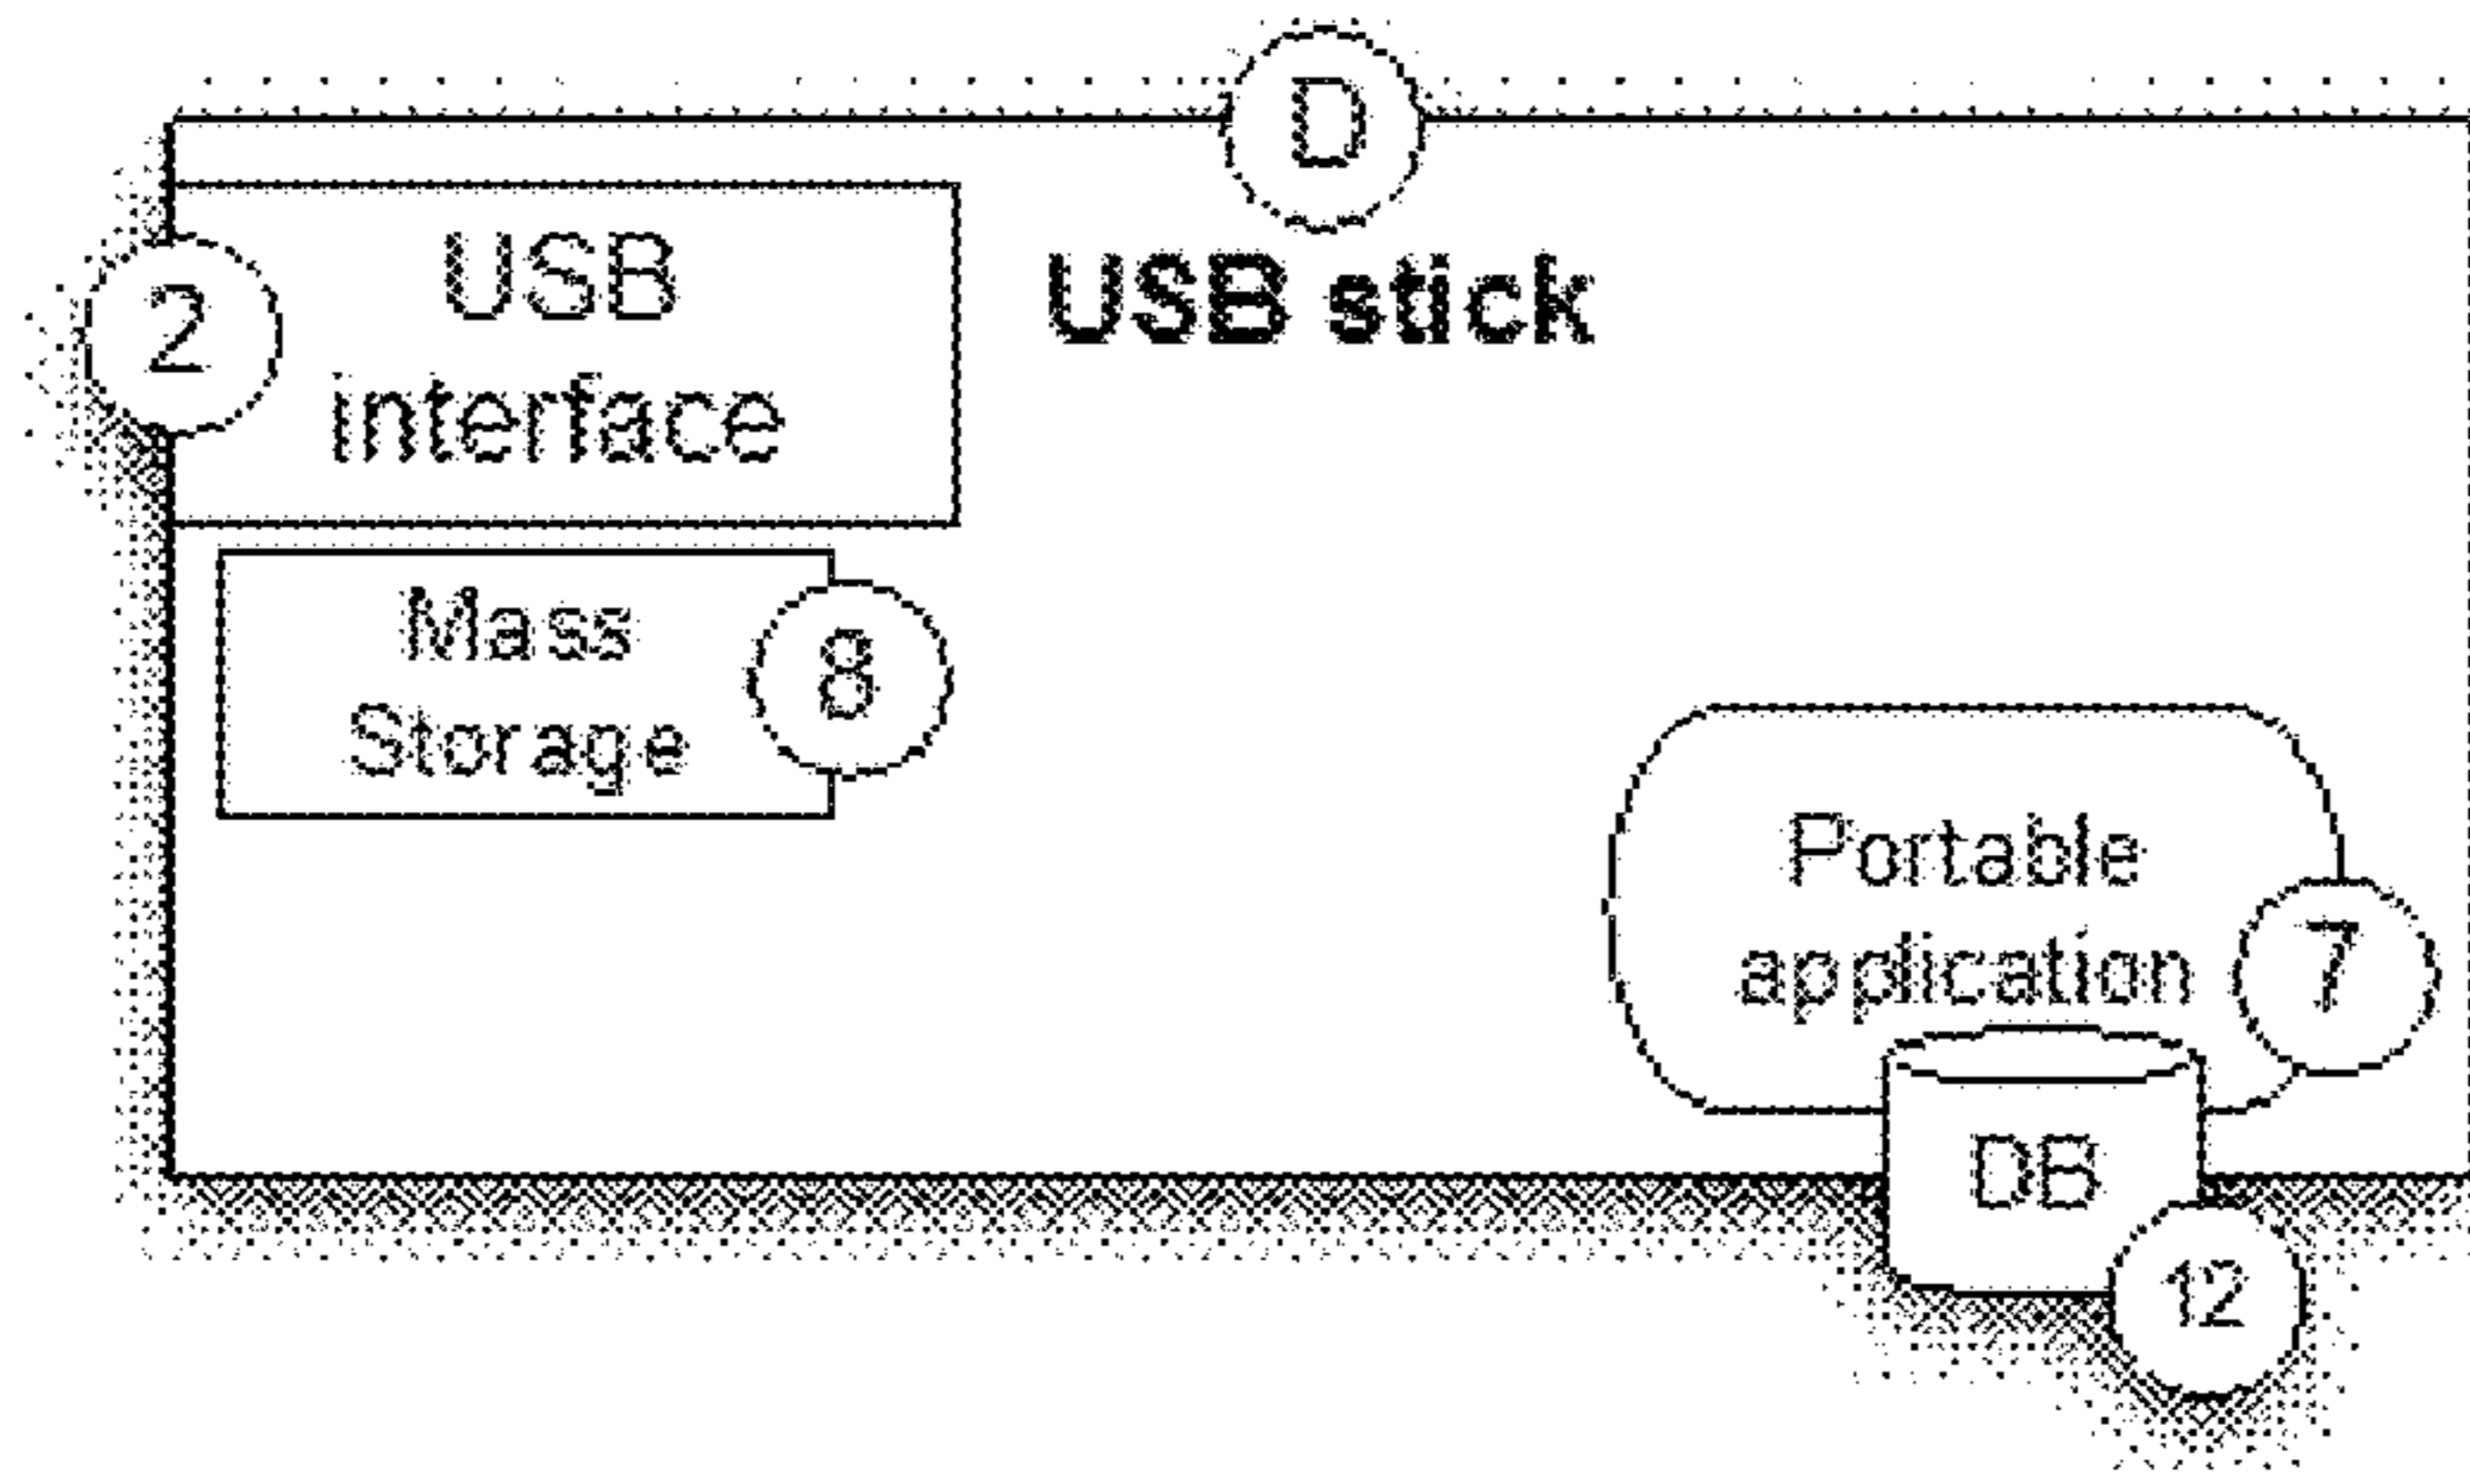 D
USB stick
2
USB
interface
Mass
Storage
8
Portable
application
7
DB
12